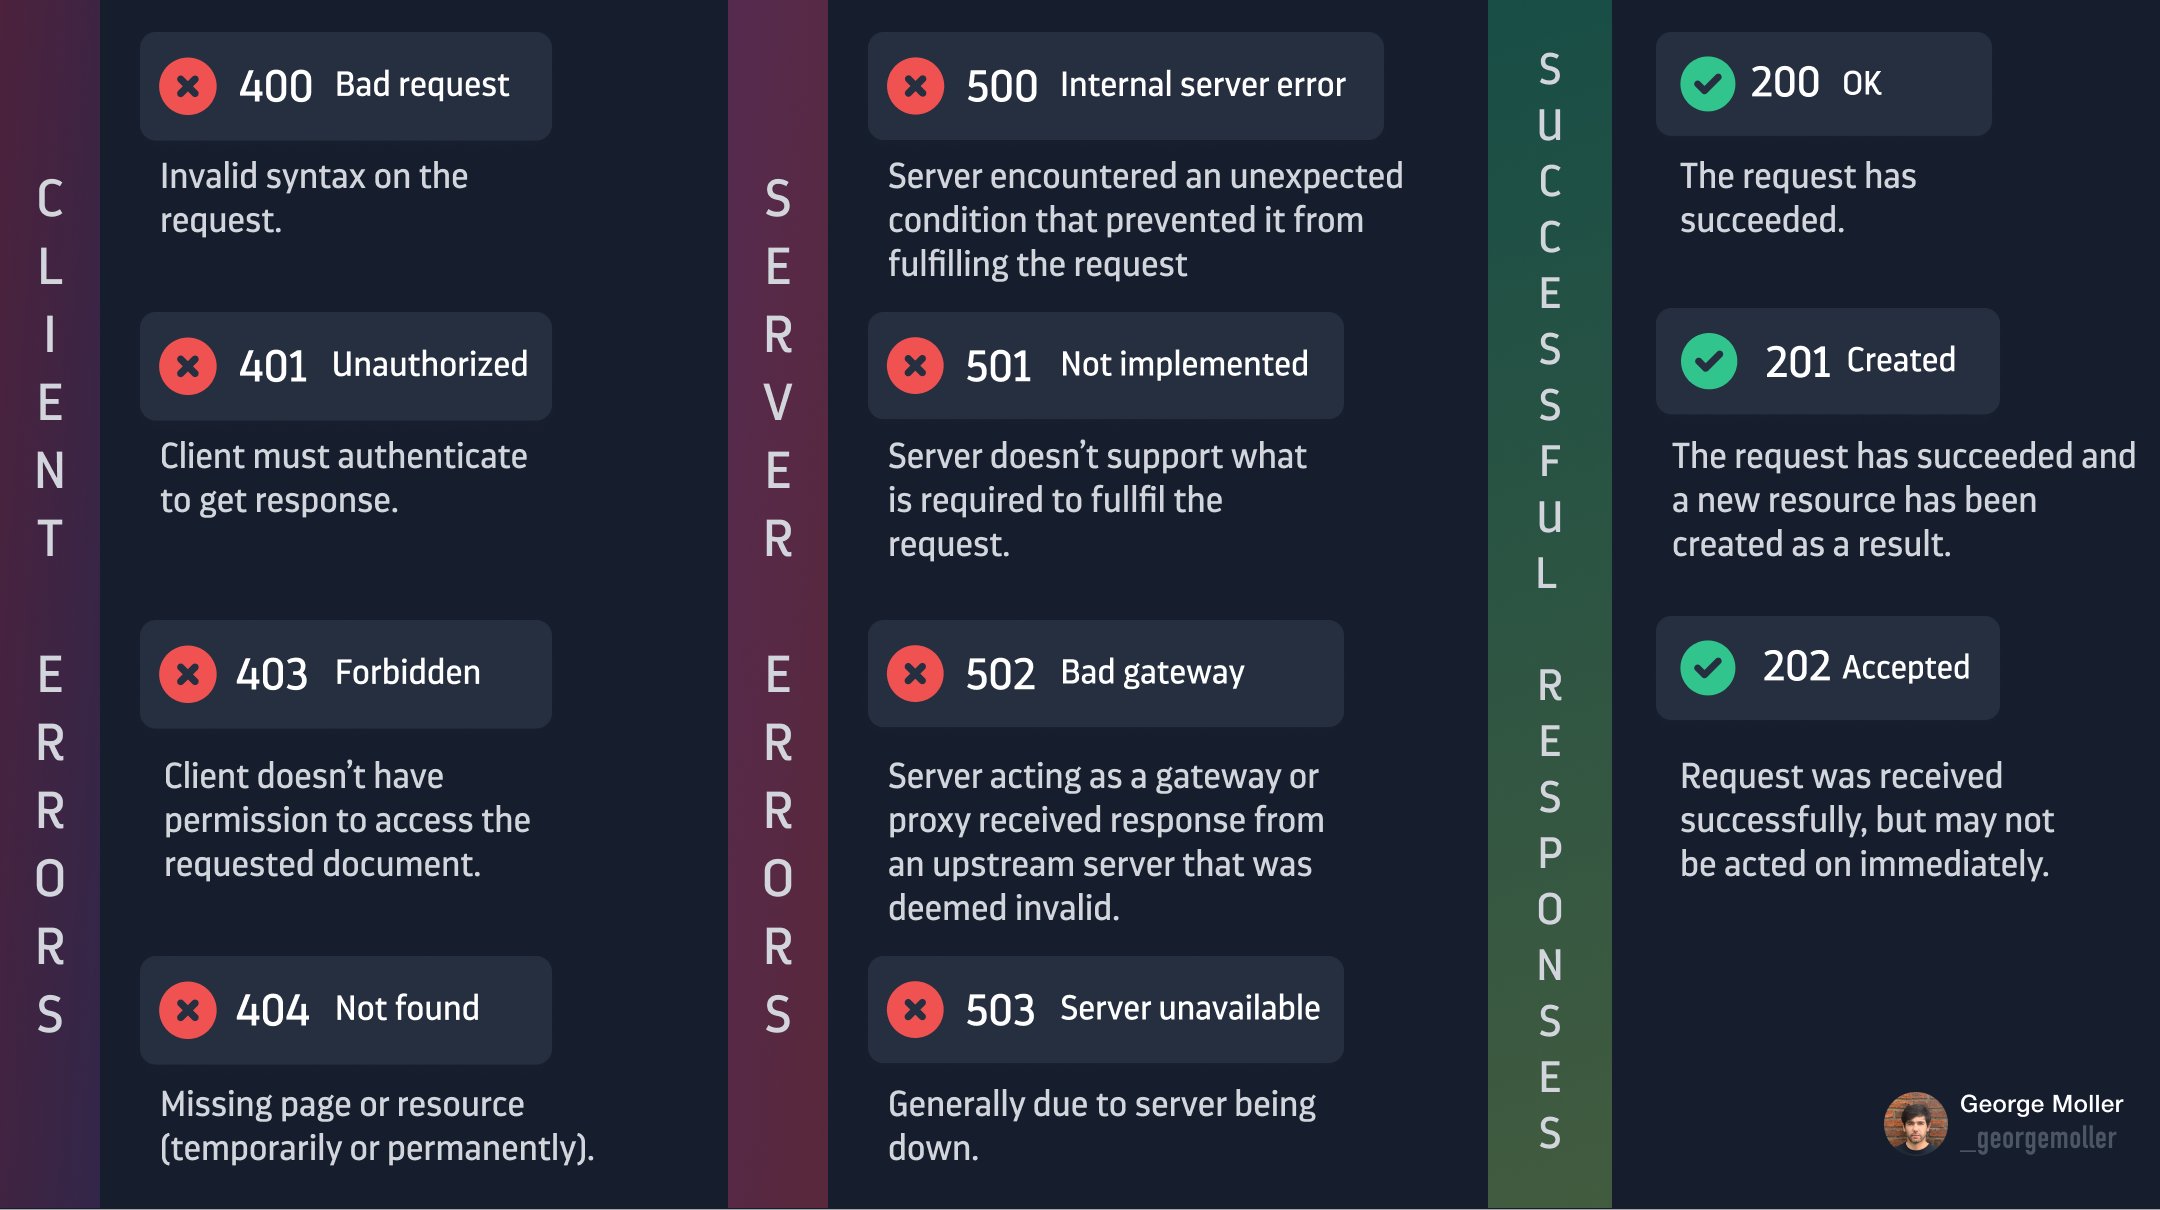 CLIENT ERRORS
400 Bad request
Invalid syntax on the
request.
401 Unauthorized
Client must authenticate
to get response.
403 Forbidden
Client doesn’t have
permission to access the
requested document.
404 Not found
Missing page or resource
(temporarily or permanently).
SERVER ERRORS
500 Internal server error
Server encountered an unexpected
condition that prevented it from
fulfilling the request
501 Not implemented
Server doesn’t support what
is required to fullfil the
request.
502 Bad gateway
Server acting as a gateway or
proxy received response from
an upstream server that was
deemed invalid.
503 Server unavailable
Generally due to server being
down.
SUCCESSFUL RESPONSES
200 OK
The request has
succeeded.
201 Created
The request has succeeded and
a new resource has been
created as a result.
202 Accepted
Request was received
successfully, but may not
be acted on immediately.
George Moller
_georgemoller